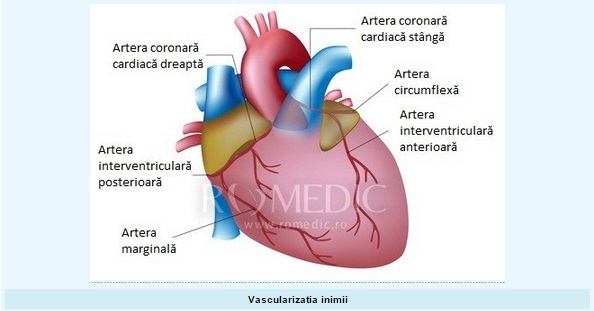 Artera coronară
cardiacă dreaptă
Artera coronară
cardiacă stângă
Artera
circumflexă
Artera
interventriculară
anterioară
Artera
interventriculară
posterioară
Artera
marginală
ROMEDIC
www.romedic.ro
Vascularizatia inimii